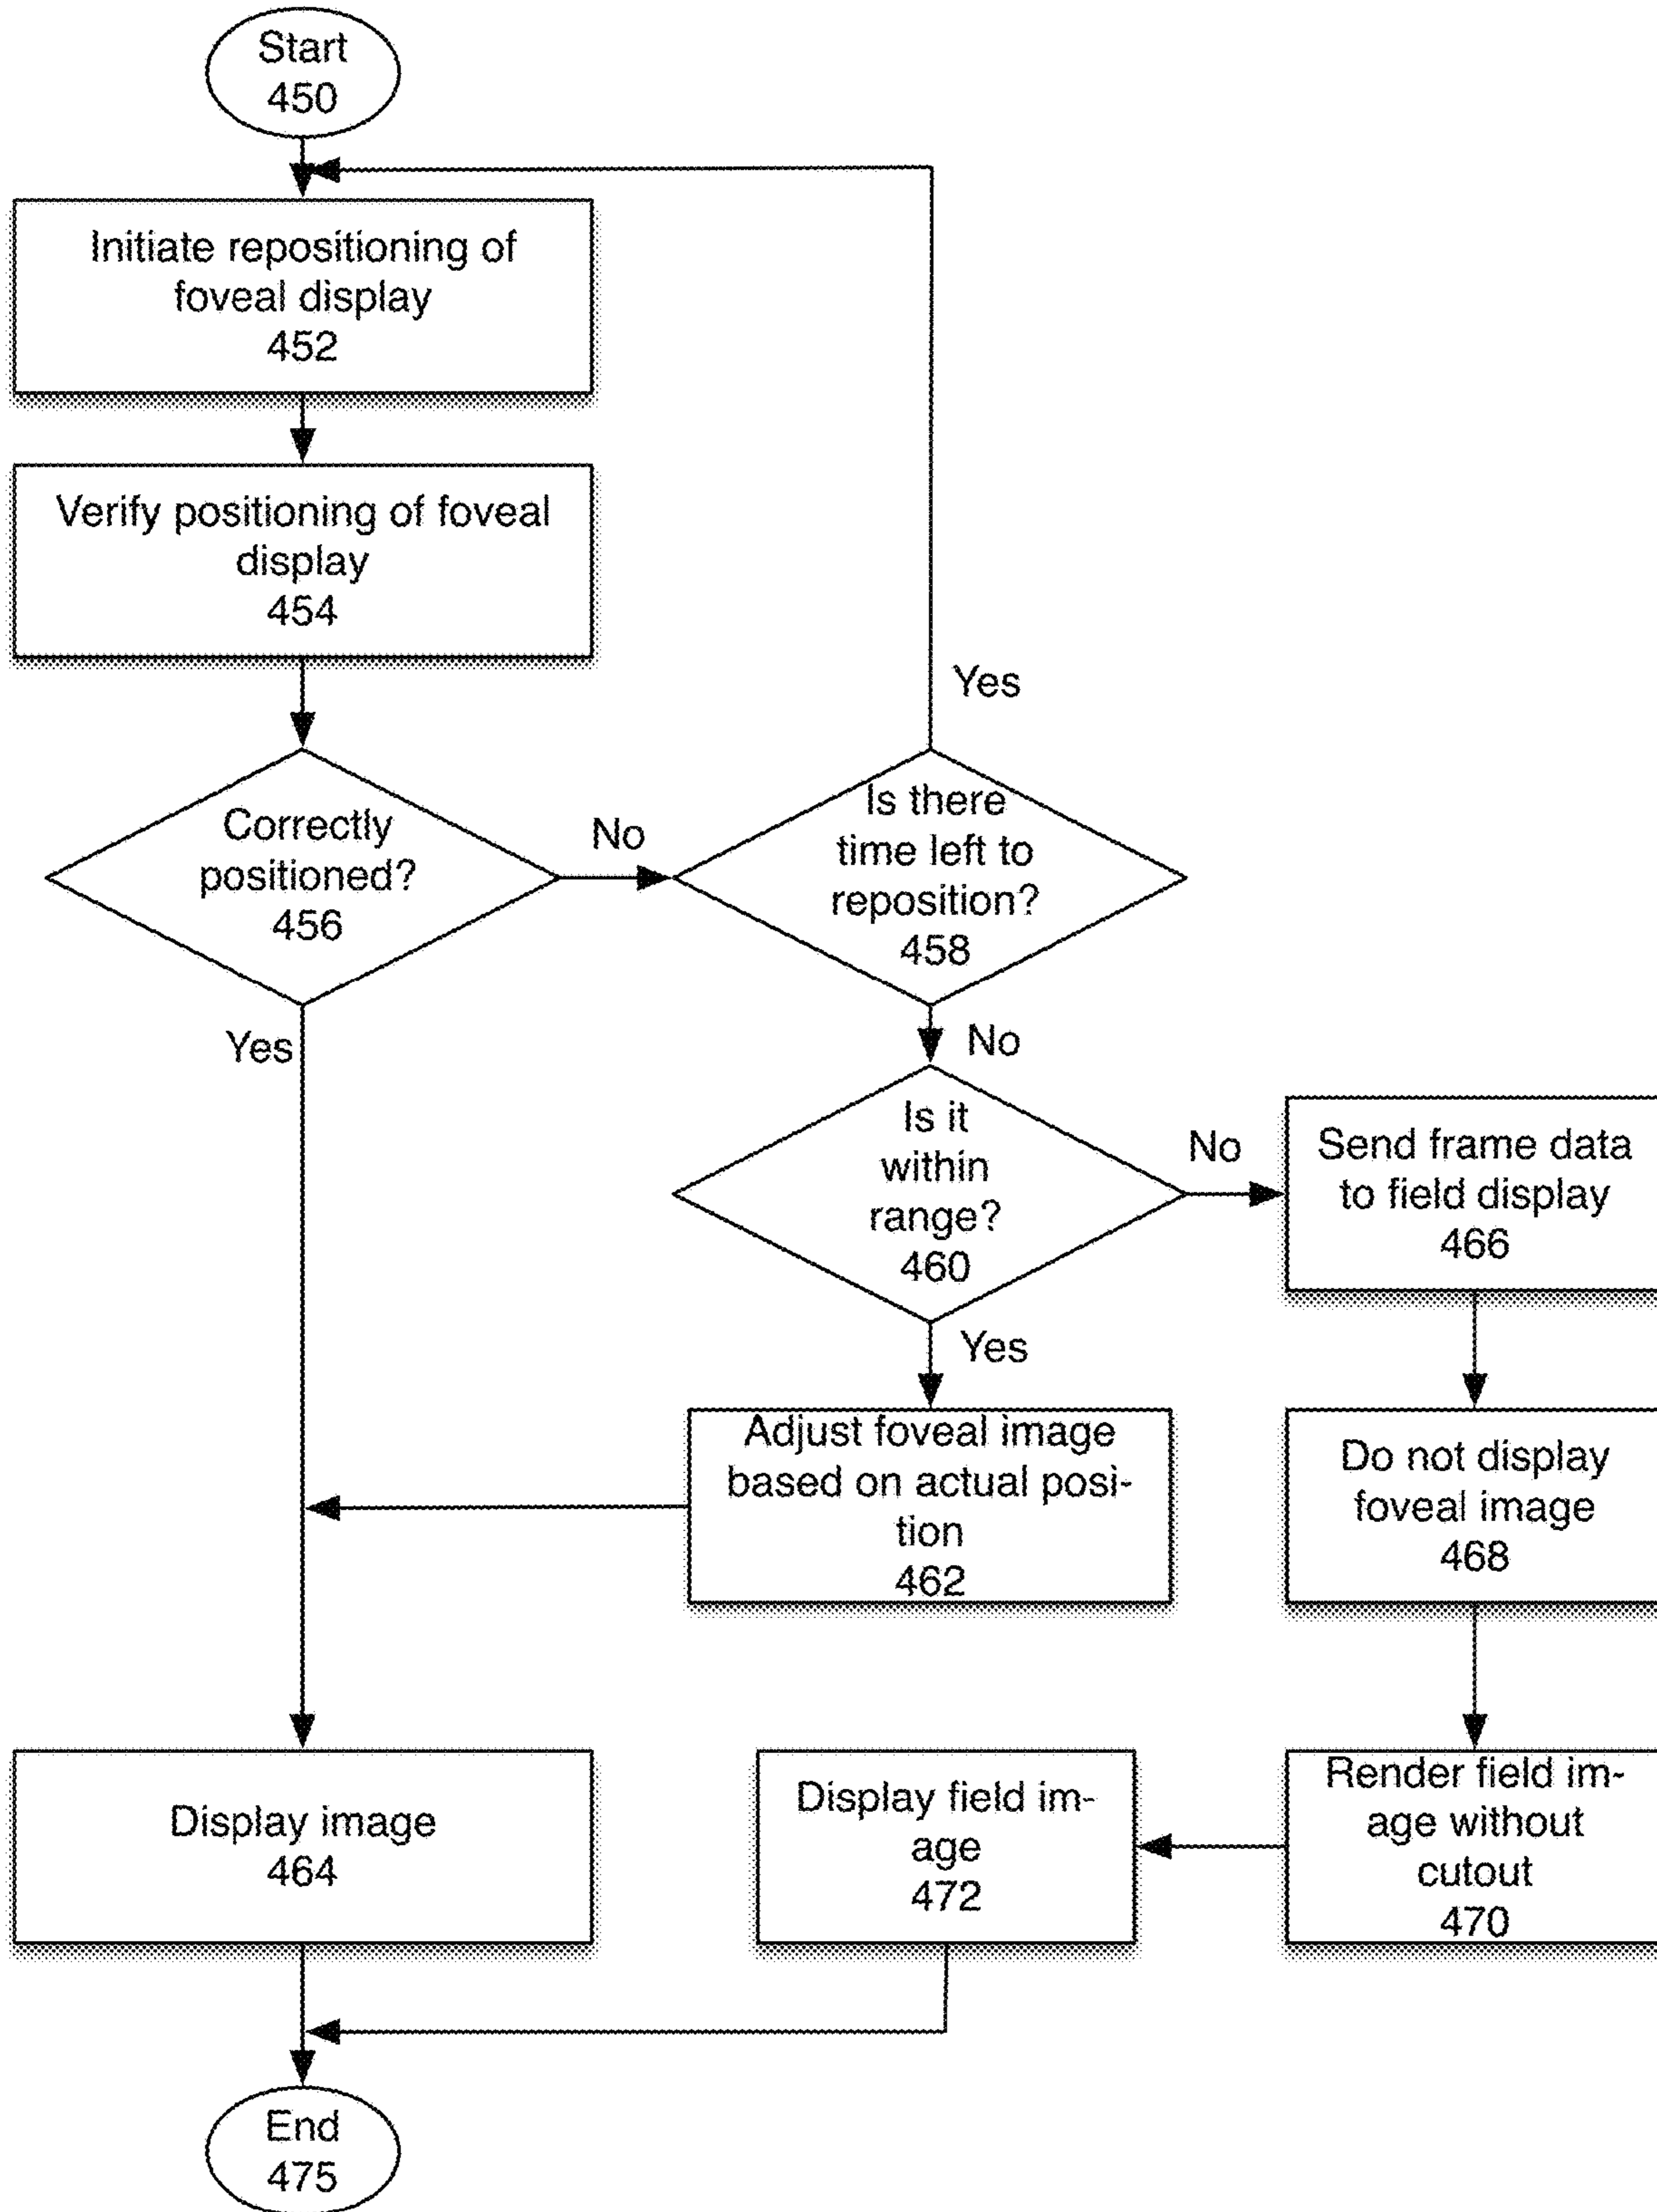 Start
450
Initiate repositioning of
foveal display
452
Verify positioning of foveal
display
454
Correctly
positioned?
456
No
Yes
Is there
time left to
reposition?
458
Yes
No
Is it
within
range?
460
No
Yes
Send frame data
to field display
466
Adjust foveal image
based on actual posi-
tion
462
Do not display
foveal image
468
Display image
464
Display field im-
age
472
Render field im-
age without
cutout
470
End
475